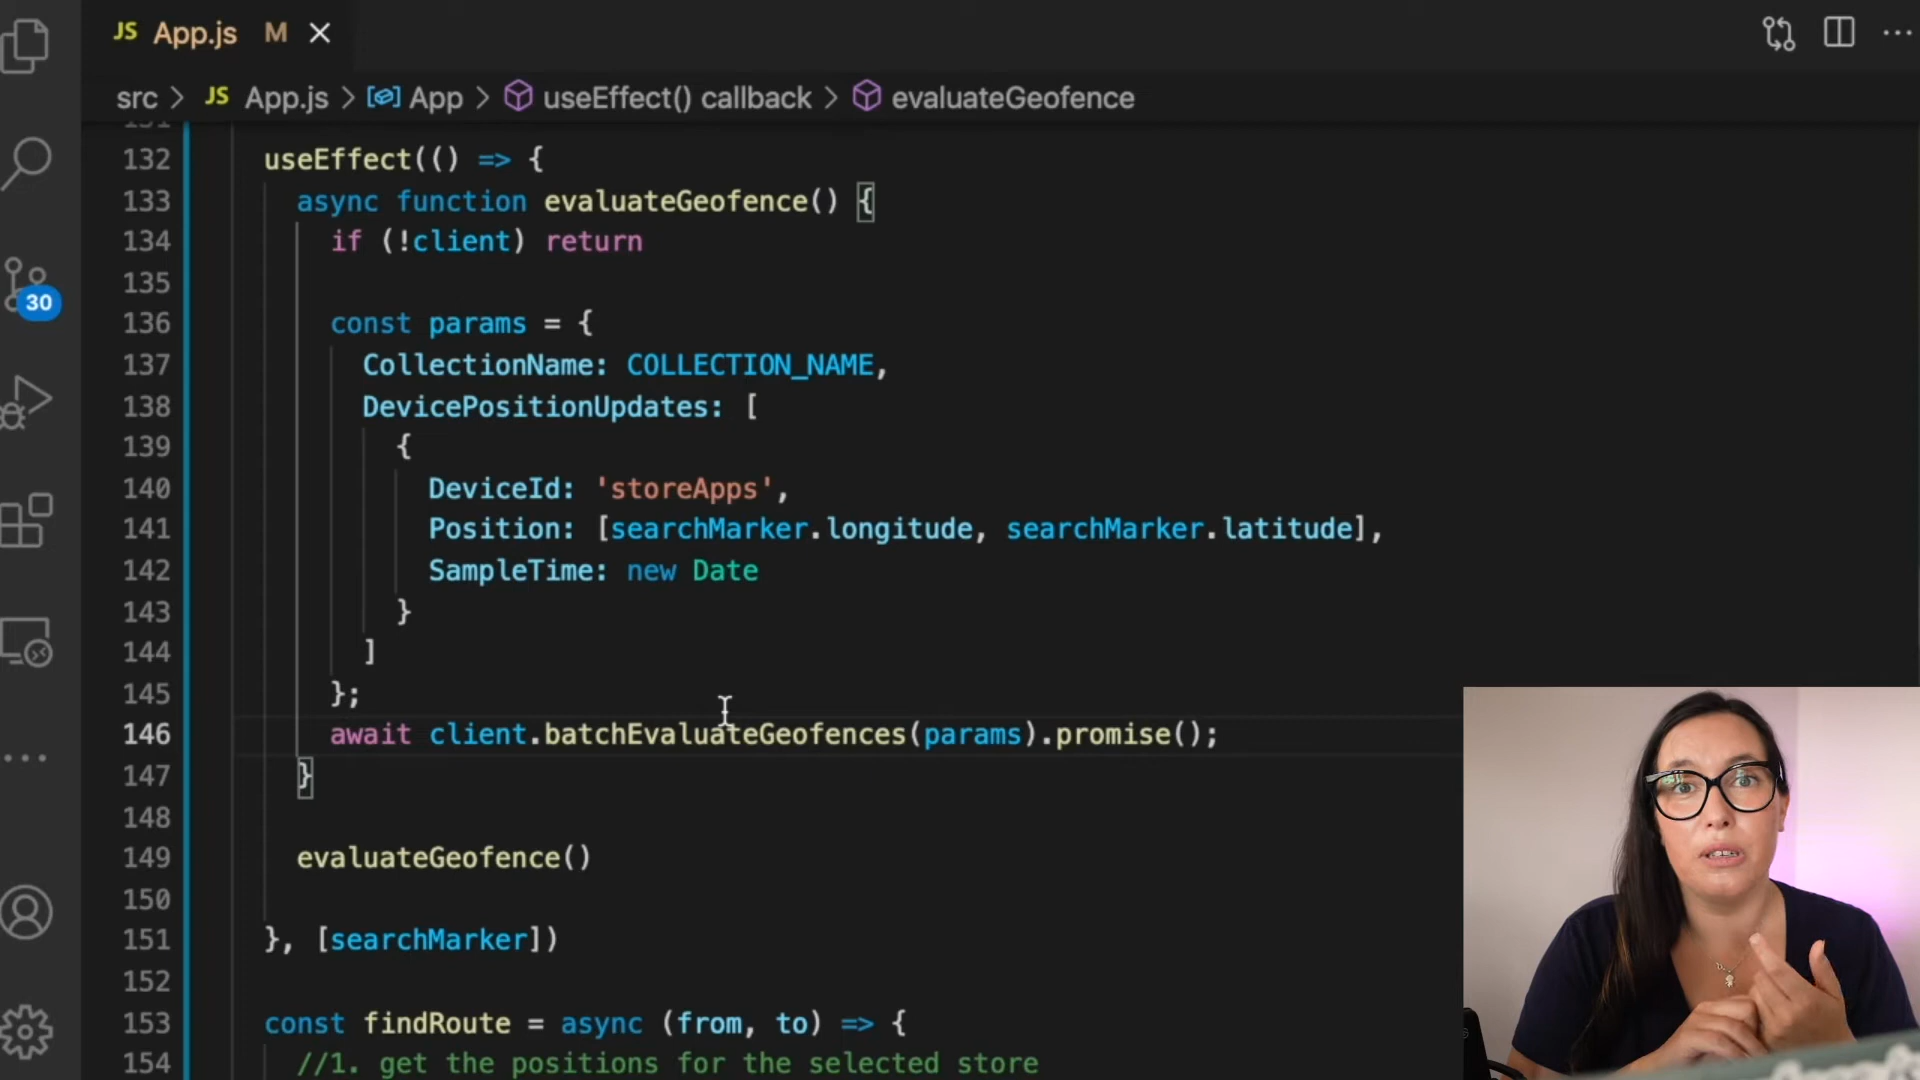 JS App.js M
src > JS App.js > App > useEffect() callback > evaluateGeofence
131
132 useEffect(() => {
133 async function evaluateGeofence() {
134 if (!client) return
135
136 const params = {
137 CollectionName: COLLECTION_NAME,
138 DevicePositionUpdates: [
139 {
140 DeviceId: 'storeApps',
141 Position: [searchMarker.longitude, searchMarker.latitude],
142 SampleTime: new Date
143 }
144 ]
145 };
146 await client.batchEvaluateGeofences(params).promise();
147 }
148
149 evaluateGeofence()
150
151 }, [searchMarker])
152
153 const findRoute = async (from, to) => {
154 //1. get the positions for the selected store
30